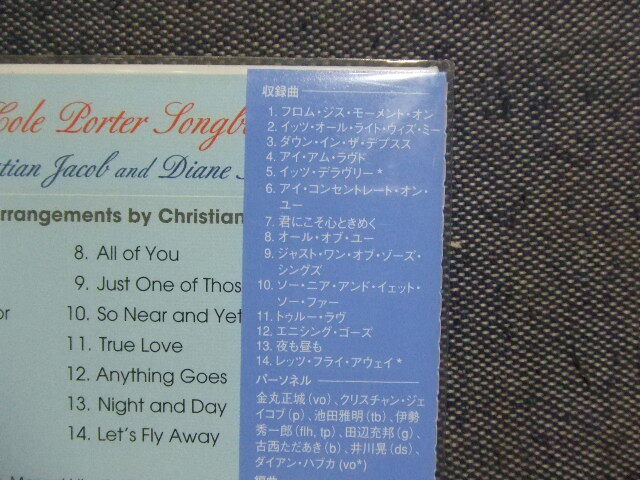 Cole Porter Songb
tian Jacob and Diane
rrangements by Christian
8. All of You
9. Just One of Thos
or
10. So Near and Yet
11. True Love
12. Anything Goes
13. Night and Day
14. Let's Fly Away
収録曲
1. フロム・ジス・モーメント・オン
2. イッツ・オール・ライト・ウィズ・ミー
3. ダウン・イン・ザ・デプスス
4. アイ・アム・ラヴド
5. イッツ・デラヴリー*
6. アイ・コンセントレート・オン・
ユー
7. 君にこそ心ときめく
8. オール・オブ・ユー
9. ジャスト・ワン・オブ・ゾーズ・
シングズ
10. ソー・ニア・アンド・イェット・
ソー・ファー
11. トゥルー・ラヴ
12. エニシング・ゴーズ
13. 夜も昼も
14. レッツ・フライ・アウェイ*
パーソネル
金丸正城(vo)、クリスチャン・ジェ
イコブ(p)、池田雅明(tb)、伊勢
秀一郎(flh, tp)、田辺充邦(g)、
古西ただあき(b)、井川晃(ds)、
ダイアン・ハブカ(vo*)